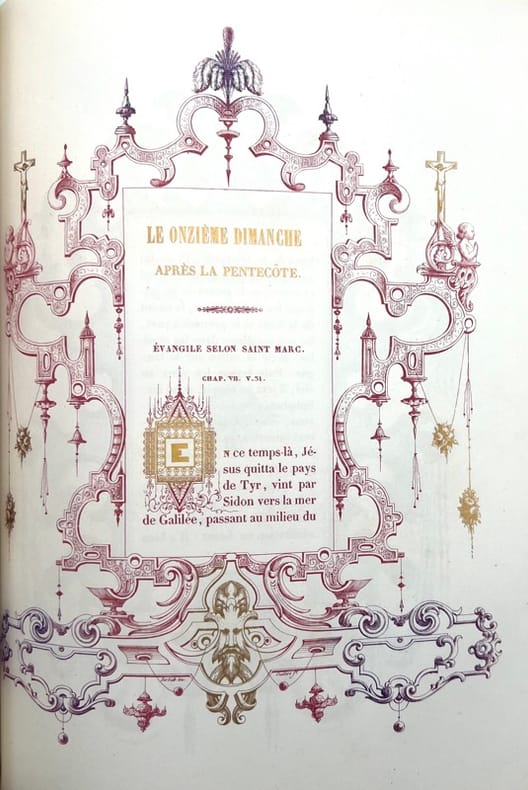 LE ONZIÈME DIMANCHE
APRÈS LA PENTECÔTE.
ÉVANGILE SELON SAINT MARC.
CHAP. VII. V.31.
EN ce temps-là, Jé-
sus quitta le pays
de Tyr, vint par
Sidon vers la mer
de Galilée, passant au milieu du